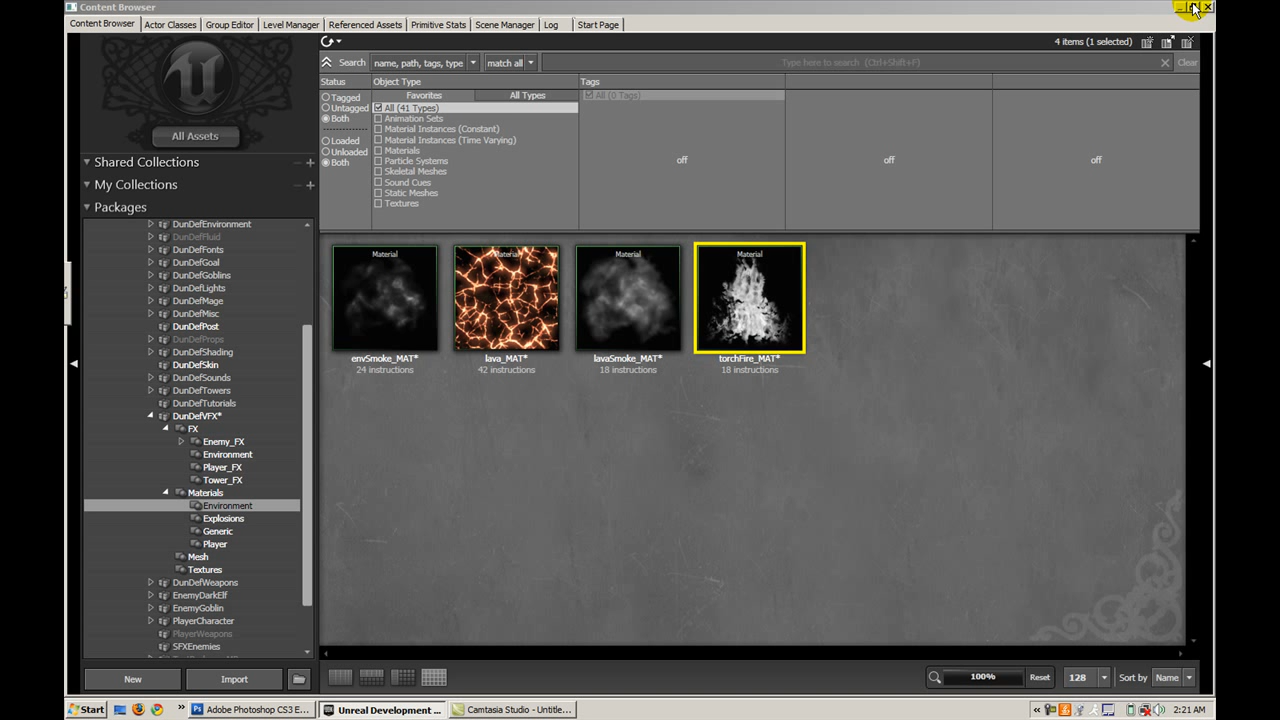 Content Browser
Content Browser Actor Classes Group Editor Level Manager Referenced Assets Primitive Stats Scene Manager Log Start Page
4 items (1 selected)
Search name, path, tags, type match all Type here to search (Ctrl+Shift+F) Clear
Status Object Type Tags
Favorites All Types
Tagged
Untagged
Both
Loaded
Unloaded
Both
All (41 Types)
Animation Sets
Material Instances (Constant)
Material Instances (Time Varying)
Materials
Particle Systems
Skeletal Meshes
Sound Cues
Static Meshes
Textures
All (0 Tags)
off off off
All Assets
Shared Collections
My Collections
Packages
DunDefEnvironment
DunDefFluid
DunDefFonts
DunDefGoal
DunDefGoblins
DunDefLights
DunDefMage
DunDefMisc
DunDefPost
DunDefProps
DunDefShading
DunDefSkin
DunDefSounds
DunDefTowers
DunDefTutorials
DunDefVFX*
FX
Enemy_FX
Environment
Player_FX
Tower_FX
Materials
Environment
Explosions
Generic
Player
Mesh
Textures
DunDefWeapons
EnemyDarkElf
EnemyGoblin
PlayerCharacter
PlayerWeapons
SFXEnemies
Material Material Material Material
envSmoke_MAT* lava_MAT* lavaSmoke_MAT* torchFire_MAT*
24 instructions 42 instructions 18 instructions 18 instructions
New Import
100% Reset 128 Sort by Name
Start Adobe Photoshop CS3 E... Unreal Development ... Camtasia Studio - Untitle... 2:21 AM